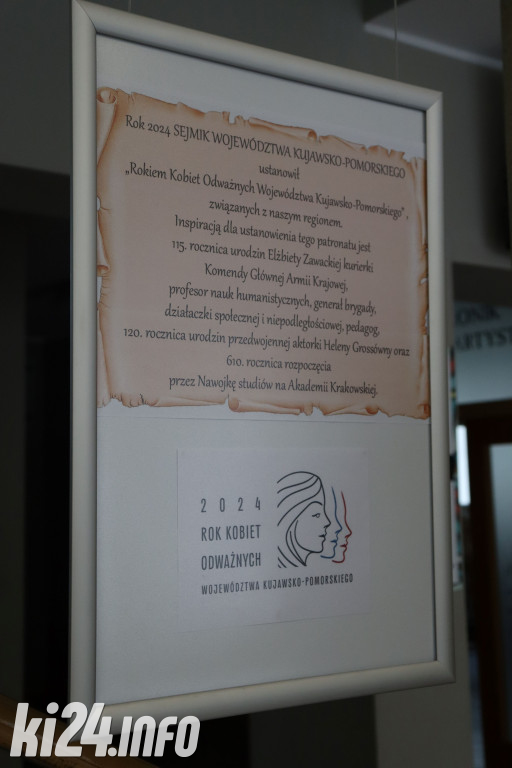 Rok 2024 SEJMIK WOJEWÓDZTWA KUJAWSKO-POMORSKIEGO
ustanowił
„Rokiem Kobiet Odważnych Województwa Kujawsko-Pomorskiego” ,
związanych z naszym regionem.
Inspiracją dla ustanowienia tego patronatu jest
115. rocznica urodzin Elżbiety Zawackiej kurierki
Komendy Głównej Armii Krajowej,
profesor nauk humanistycznych, generał brygady,
działaczki społecznej i niepodległościowej, pedagog,
120. rocznica urodzin przedwojennej aktorki Heleny Grossówny oraz
610. rocznica rozpoczęcia
przez Nawojkę studiów na Akademii Krakowskiej.
2024
ROK KOBIET
ODWAŻNYCH
WOJEWÓDZTWA KUJAWSKO-POMORSKIEGO
ki24.info